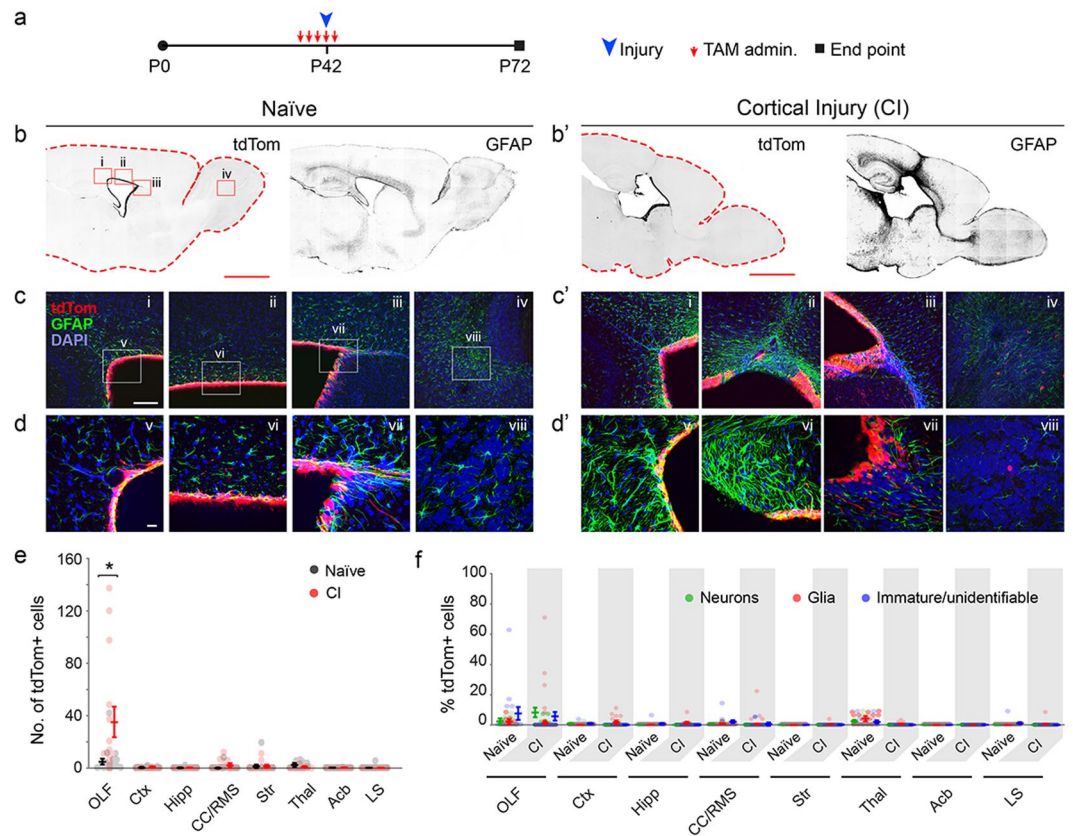 a
Injury TAM admin. End point
P0 P42 P72
Naïve Cortical Injury (CI)
b tdTom GFAP b' tdTom GFAP
i ii iii iv
c tdTom GFAP DAPI i ii iii iv c' i ii iii iv
v vi vii viii
d v vi vii viii d' v vi vii viii
e f
No. of tdTom+ cells
160
120
80
40
0
Naïve
CI
*
OLF Ctx Hipp CC/RMS Str Thal Acb LS
% tdTom+ cells
100
80
60
40
20
0
Neurons Glia Immature/unidentifiable
Naïve CI Naïve CI Naïve CI Naïve CI Naïve CI Naïve CI Naïve CI Naïve CI
OLF Ctx Hipp CC/RMS Str Thal Acb LS